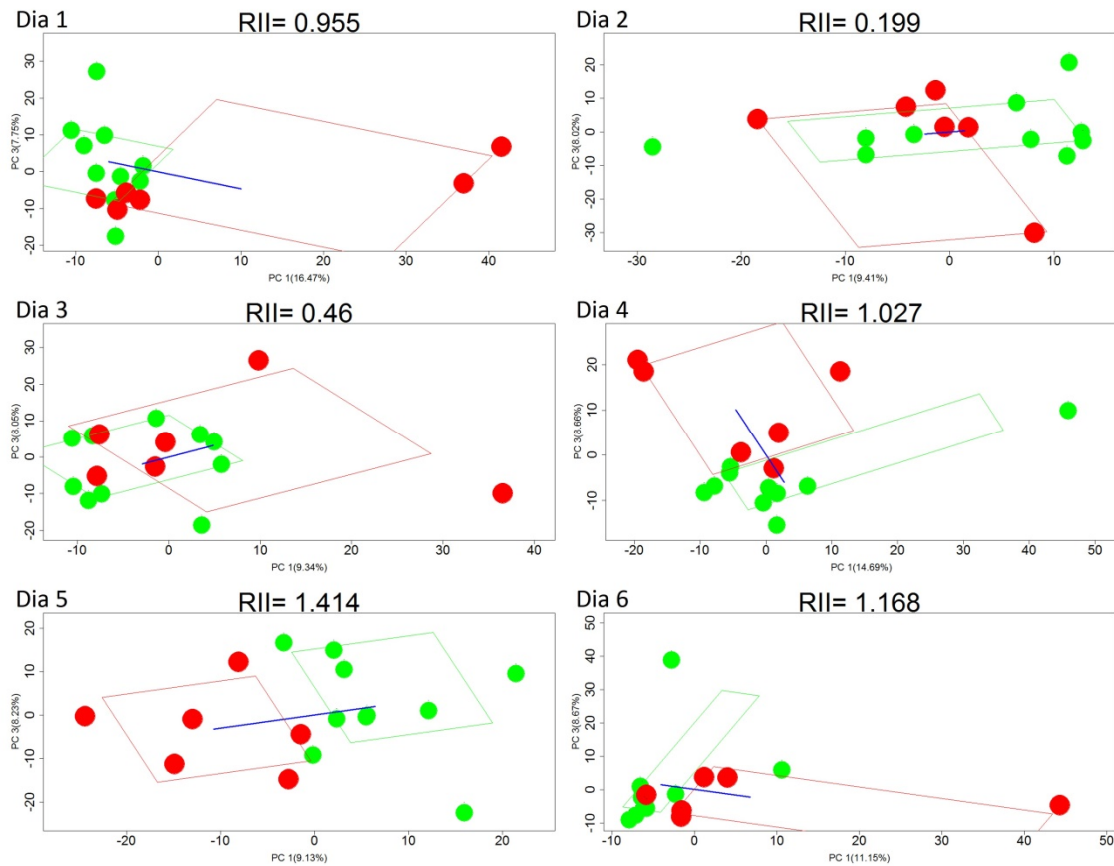 Dia 1
RII= 0.955
PC 3(7.75%)
30
20
10
0
-10
-20
-10
0
10
20
30
40
PC 1(16.47%)
Dia 2
RII= 0.199
PC 3(8.02%)
20
10
0
-10
-20
-30
-30
-20
-10
0
10
PC 1(9.41%)
Dia 3
RII= 0.46
PC 3(8.05%)
30
20
10
0
-10
-20
-10
0
10
20
30
40
PC 1(9.34%)
Dia 4
RII= 1.027
PC 3(8.66%)
20
10
0
-10
-20
-10
0
10
20
30
40
50
PC 1(14.69%)
Dia 5
RII= 1.414
PC 3(8.23%)
20
10
0
-10
-20
-20
-10
0
10
20
PC 1(9.13%)
Dia 6
RII= 1.168
PC 3(8.67%)
50
40
30
20
10
0
-10
-10
0
10
20
30
40
50
PC 1(11.15%)